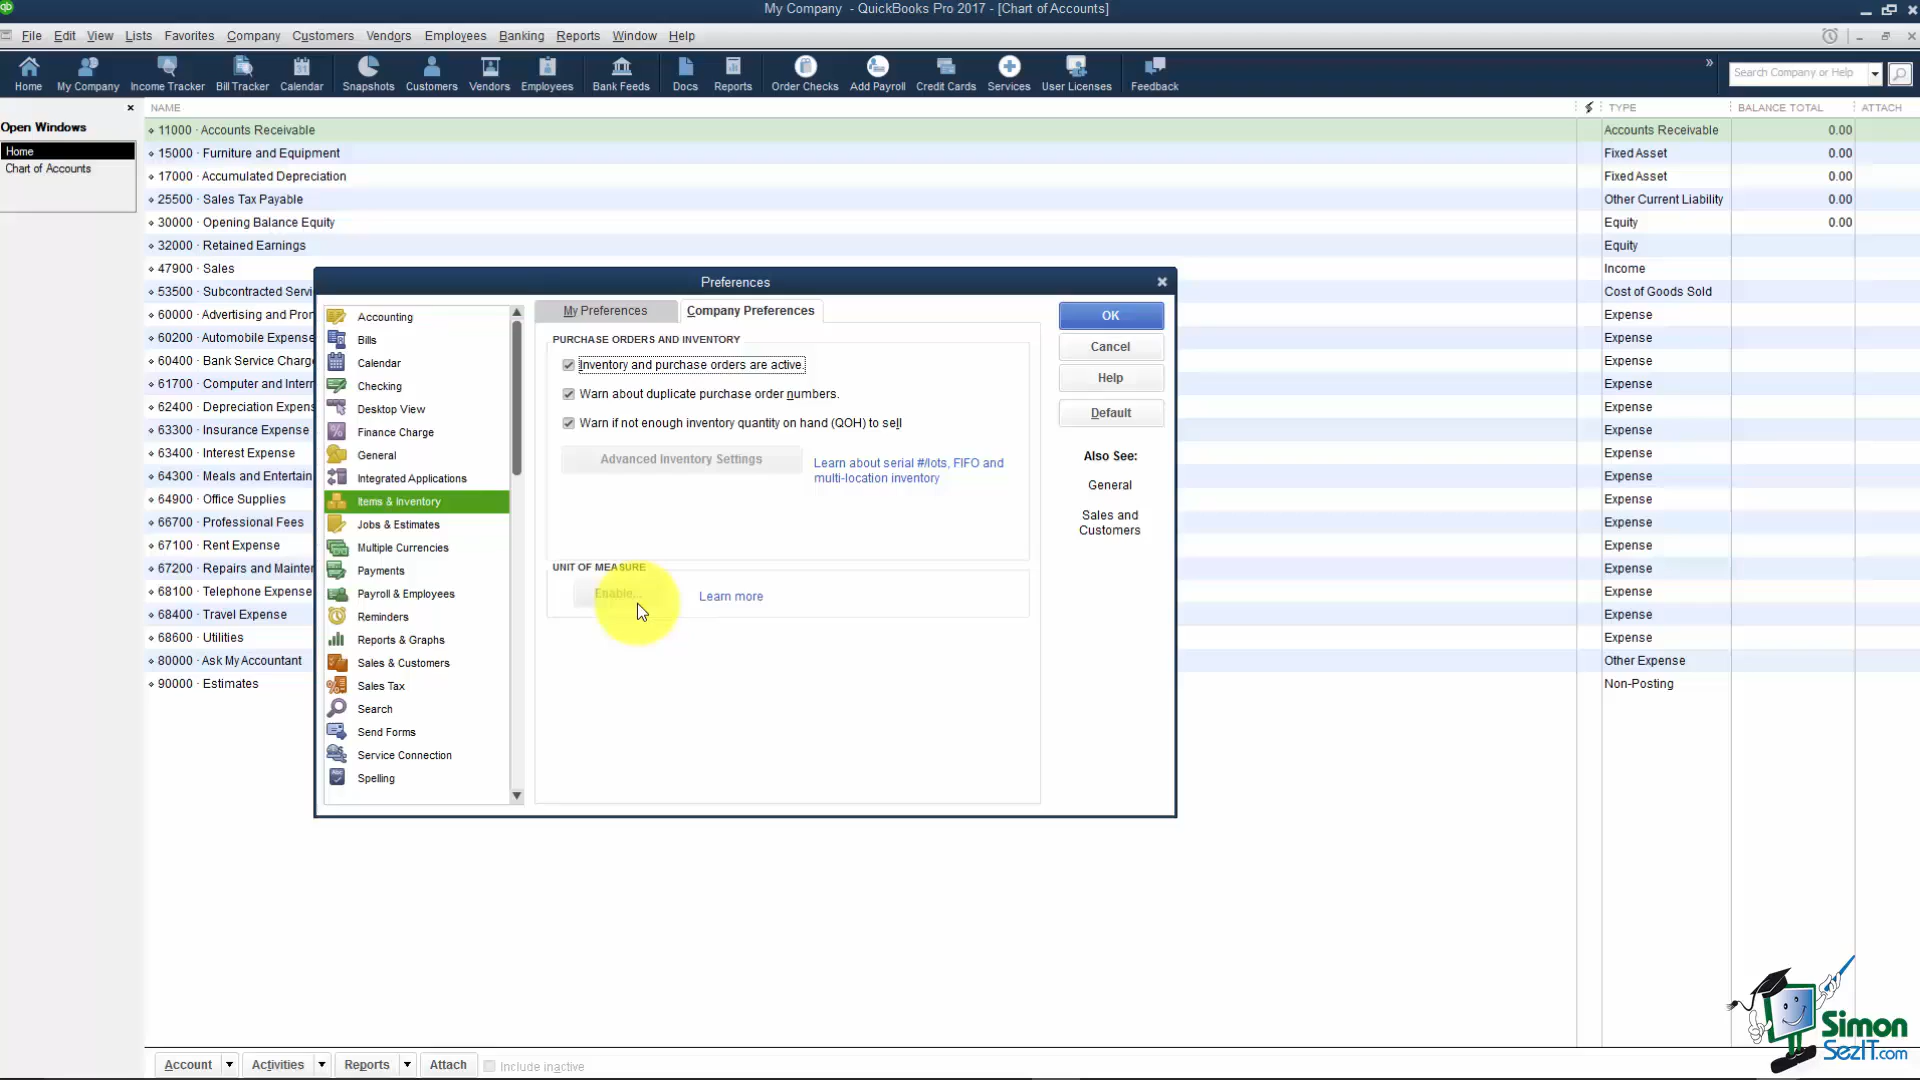 qb
My Company - QuickBooks Pro 2017 - [Chart of Accounts]
File Edit View Lists Favorites Company Customers Vendors Employees Banking Reports Window Help
Home My Company Income Tracker Bill Tracker Calendar Snapshots Customers Vendors Employees Bank Feeds Docs Reports Order Checks Add Payroll Credit Cards Services User Licenses Feedback » Search Company or Help
NAME TYPE BALANCE TOTAL ATTACH
Open Windows
Home
Chart of Accounts
11000 · Accounts Receivable Accounts Receivable 0.00
15000 · Furniture and Equipment Fixed Asset 0.00
17000 · Accumulated Depreciation Fixed Asset 0.00
25500 · Sales Tax Payable Other Current Liability 0.00
30000 · Opening Balance Equity Equity 0.00
32000 · Retained Earnings Equity
47900 · Sales Income
53500 · Subcontracted Servi Cost of Goods Sold
60000 · Advertising and Pron Expense
60200 · Automobile Expense Expense
60400 · Bank Service Charge Expense
61700 · Computer and Intern Expense
62400 · Depreciation Expens Expense
63300 · Insurance Expense Expense
63400 · Interest Expense Expense
64300 · Meals and Entertain Expense
64900 · Office Supplies Expense
66700 · Professional Fees Expense
67100 · Rent Expense Expense
67200 · Repairs and Mainter Expense
68100 · Telephone Expense Expense
68400 · Travel Expense Expense
68600 · Utilities Expense
80000 · Ask My Accountant Other Expense
90000 · Estimates Non-Posting
Preferences
Accounting
Bills
Calendar
Checking
Desktop View
Finance Charge
General
Integrated Applications
Items & Inventory
Jobs & Estimates
Multiple Currencies
Payments
Payroll & Employees
Reminders
Reports & Graphs
Sales & Customers
Sales Tax
Search
Send Forms
Service Connection
Spelling
My Preferences Company Preferences
PURCHASE ORDERS AND INVENTORY
Inventory and purchase orders are active.
Warn about duplicate purchase order numbers.
Warn if not enough inventory quantity on hand (QOH) to sell
Advanced Inventory Settings
Learn about serial #/lots, FIFO and
multi-location inventory
UNIT OF MEASURE
Enable... Learn more
OK
Cancel
Help
Default
Also See:
General
Sales and
Customers
Account Activities Reports Attach Include inactive
Simon
SezIT.com